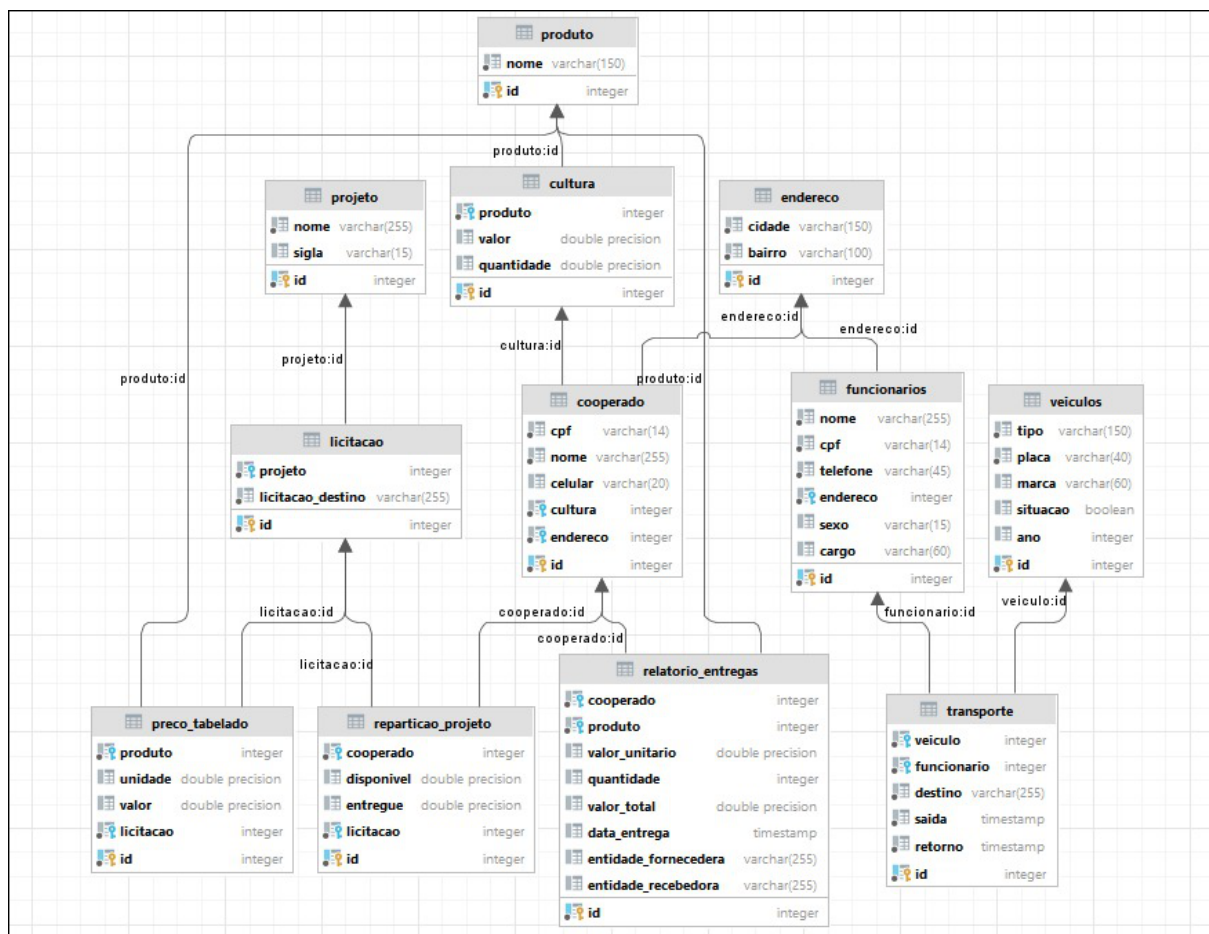 produto
nome varchar(150)
id integer
produto:id
projeto
nome varchar(255)
sigla varchar(15)
id integer
cultura
produto integer
valor double precision
quantidade double precision
id integer
endereco
cidade varchar(150)
bairro varchar(100)
id integer
endereco:id
endereco:id
projeto:id
cultura:id
produto:id
produto:id
licitacao
projeto integer
licitacao_destino varchar(255)
id integer
cooperado
cpf varchar(14)
nome varchar(255)
celular varchar(20)
cultura integer
endereco integer
id integer
funcionarios
nome varchar(255)
cpf varchar(14)
telefone varchar(45)
endereco integer
sexo varchar(15)
cargo varchar(60)
id integer
veiculos
tipo varchar(150)
placa varchar(40)
marca varchar(60)
situacao boolean
ano integer
id integer
licitacao:id
cooperado:id
funcionario:id
veiculo:id
cooperado:id
licitacao:id
preco_tabelado
produto integer
unidade double precision
valor double precision
licitacao integer
id integer
reparticao_projeto
cooperado integer
disponivel double precision
entregue double precision
licitacao integer
id integer
relatorio_entregas
cooperado integer
produto integer
valor_unitario double precision
quantidade integer
valor_total double precision
data_entrega timestamp
entidade_fornecedera varchar(255)
entidade_recebedora varchar(255)
id integer
transporte
veiculo integer
funcionario integer
destino varchar(255)
saida timestamp
retorno timestamp
id integer